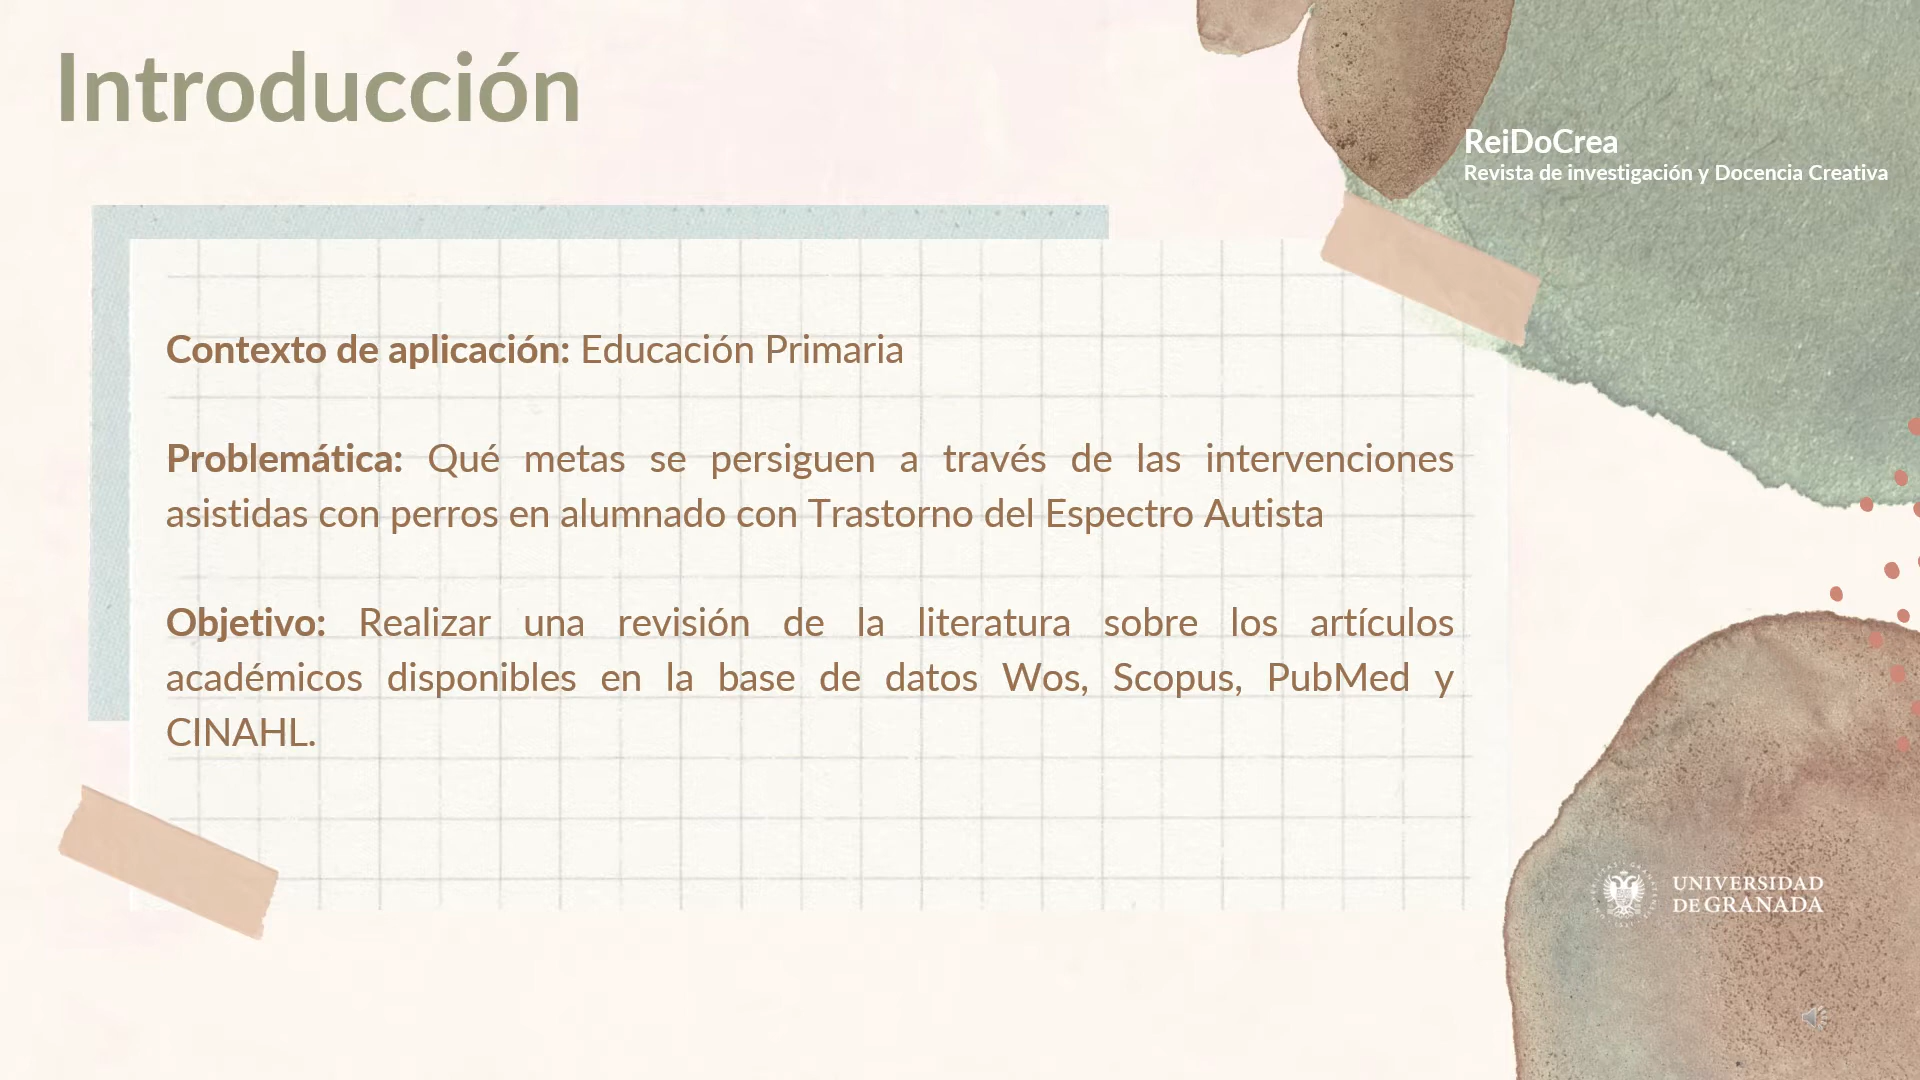 Introducción
ReiDoCrea
Revista de investigación y Docencia Creativa
Contexto de aplicación: Educación Primaria
Problemática: Qué metas se persiguen a través de las intervenciones
asistidas con perros en alumnado con Trastorno del Espectro Autista
Objetivo: Realizar una revisión de la literatura sobre los artículos
académicos disponibles en la base de datos Wos, Scopus, PubMed y
CINAHL.
UNIVERSIDAD
DE GRANADA